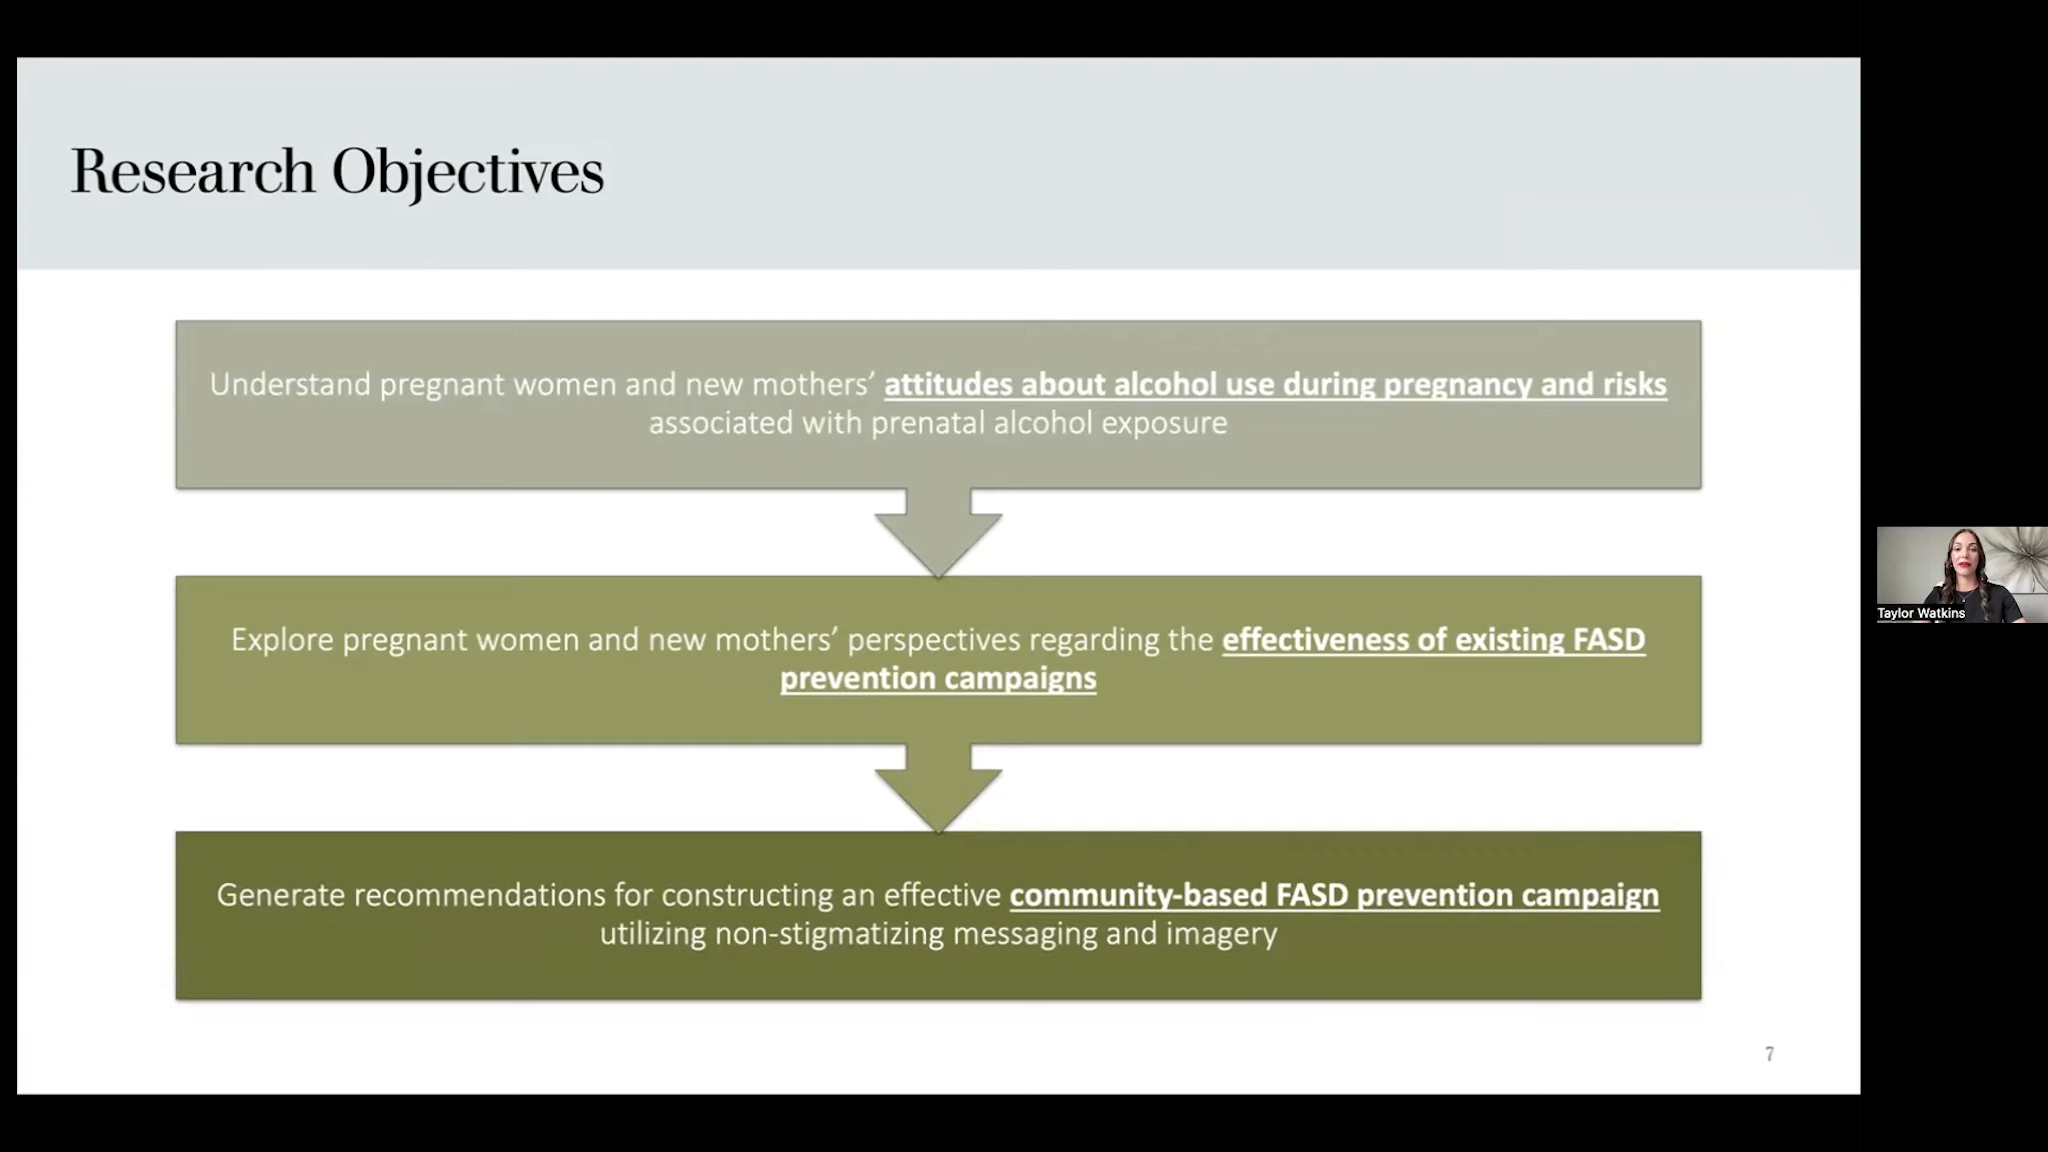 Research Objectives
Understand pregnant women and new mothers’ attitudes about alcohol use during pregnancy and risks
associated with prenatal alcohol exposure
Explore pregnant women and new mothers’ perspectives regarding the effectiveness of existing FASD
prevention campaigns
Generate recommendations for constructing an effective community-based FASD prevention campaign
utilizing non-stigmatizing messaging and imagery
7
Taylor Watkins